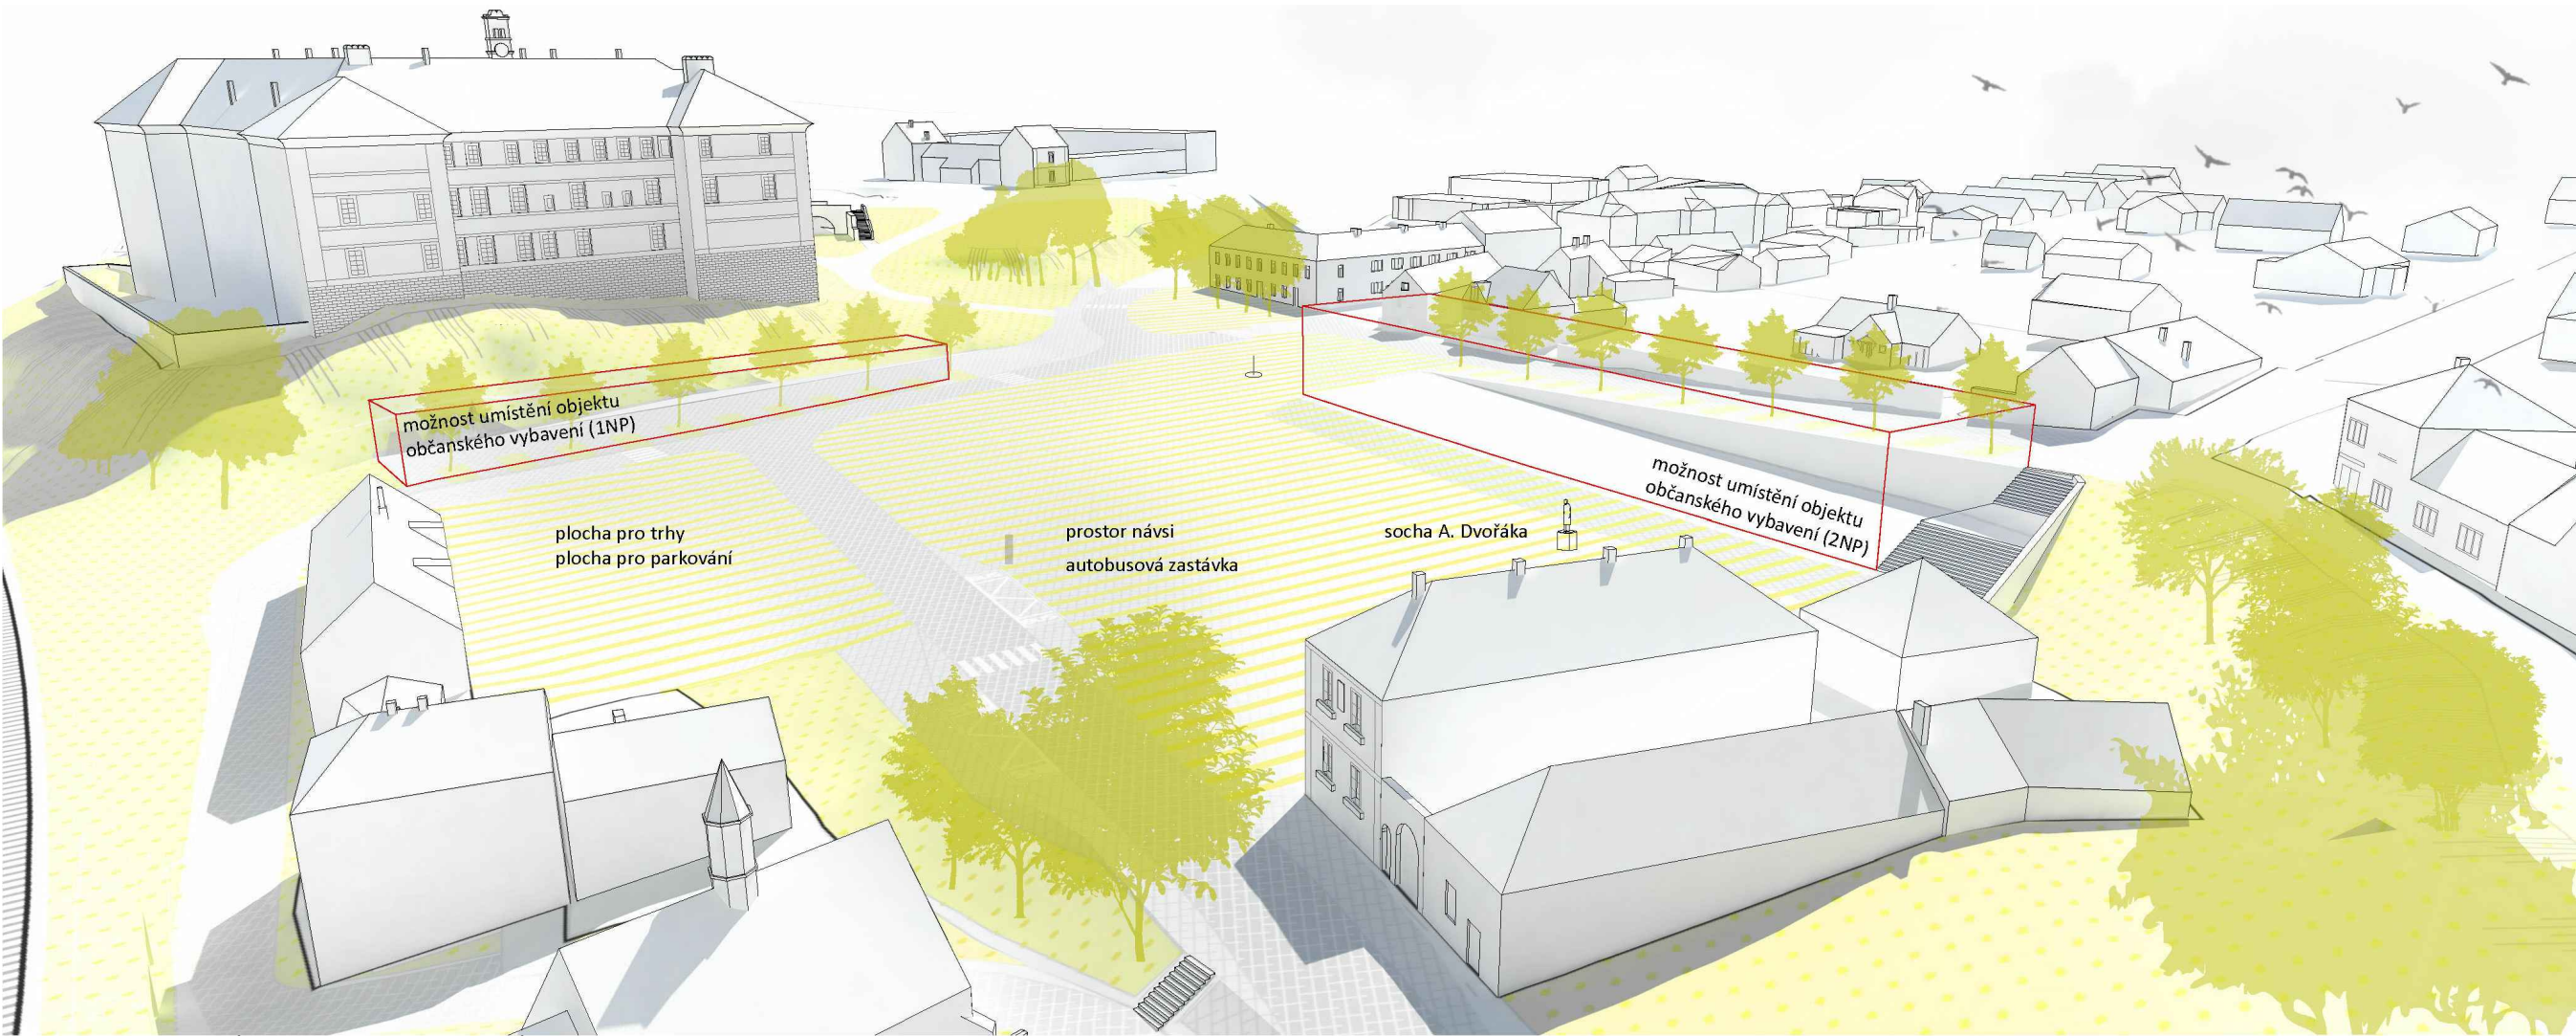 možnost umístění objektu
občanského vybavení (1NP)
plocha pro trhy
plocha pro parkování
prostor návsi
autobusová zastávka
socha A. Dvořáka
možnost umístění objektu
občanského vybavení (2NP)